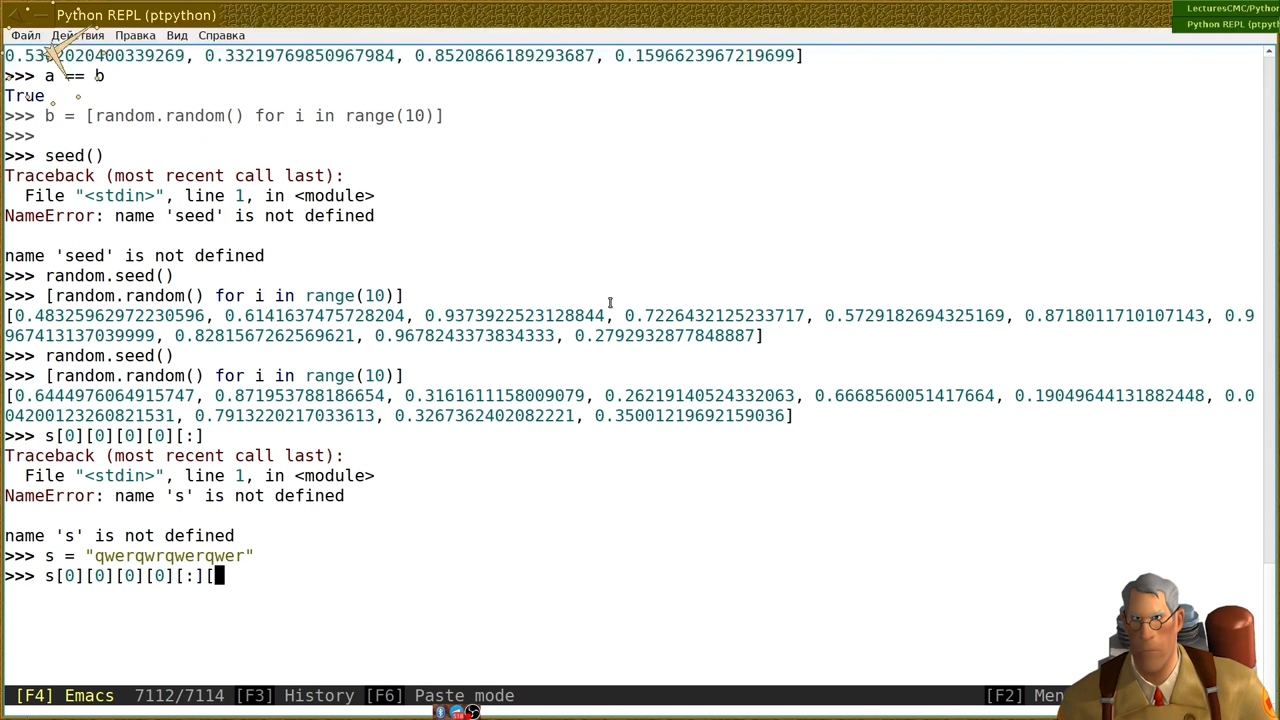 Python REPL (ptpython)
LecturesCMC/Python
Python REPL (ptpy
Файл Действия Правка Вид Справка
0400339269, 0.33219769850967984, 0.8520866189293687, 0.1596623967219699]
>>> a == b
True
>>> b = [random.random() for i in range(10)]
>>>
>>> seed()
Traceback (most recent call last):
File "<stdin>", line 1, in <module>
NameError: name 'seed' is not defined
name 'seed' is not defined
>>> random.seed()
>>> [random.random() for i in range(10)]
[0.48325962972230596, 0.6141637475728204, 0.9373922523128844, 0.7226432125233717, 0.5729182694325169, 0.8718011710107143, 0.9
967413137039999, 0.8281567262569621, 0.9678243373834333, 0.2792932877848887]
>>> random.seed()
>>> [random.random() for i in range(10)]
[0.6444976064915747, 0.871953788186654, 0.3161611158009079, 0.26219140524332063, 0.6668560051417664, 0.19049644131882448, 0.0
04200123260821531, 0.7913220217033613, 0.3267362402082221, 0.35001219692159036]
>>> s[0][0][0][0][:]
Traceback (most recent call last):
File "<stdin>", line 1, in <module>
NameError: name 's' is not defined
name 's' is not defined
>>> s = "qwerqwrqwerqwer"
>>> s[0][0][0][0][:][
[F4] Emacs 7112/7114 [F3] History [F6] Paste mode [F2] Men